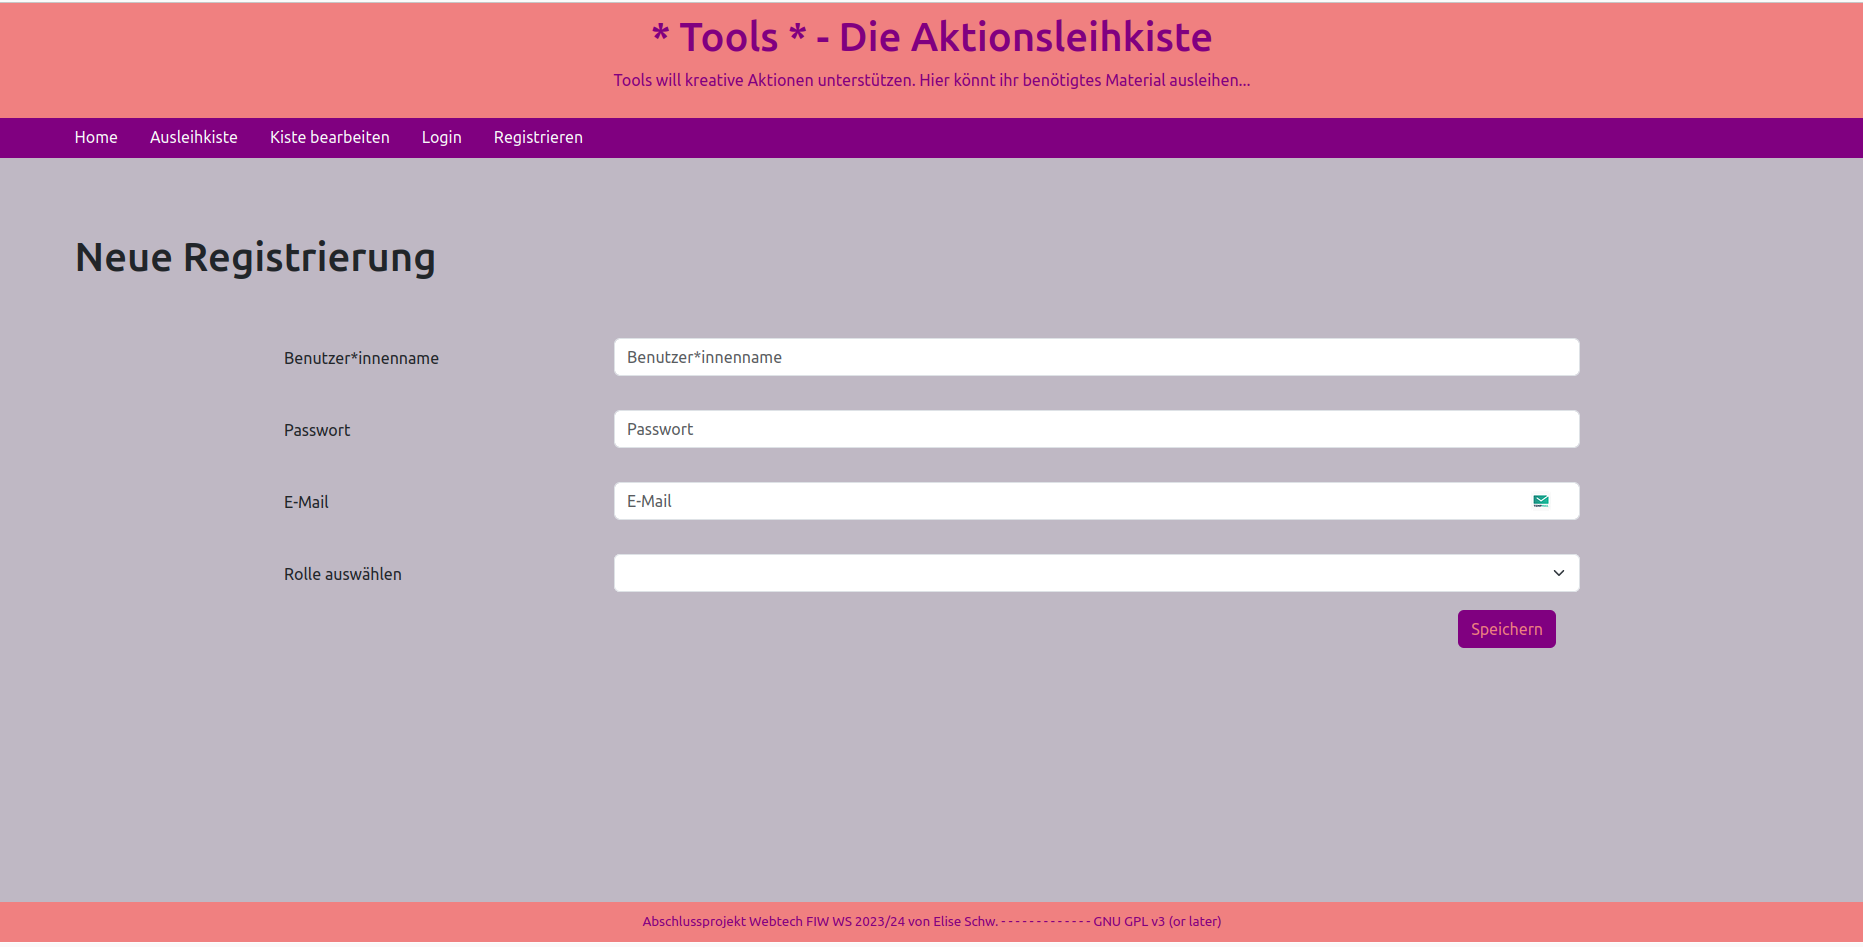 * Tools * - Die Aktionsleihkiste
Tools will kreative Aktionen unterstützen. Hier könnt ihr benötigtes Material ausleihen...
Home Ausleihkiste Kiste bearbeiten Login Registrieren
Neue Registrierung
Benutzer*innenname Benutzer*innenname
Passwort Passwort
E-Mail E-Mail
Rolle auswählen
Speichern
Abschlussprojekt Webtech FIW WS 2023/24 von Elise Schw. - - - - - - - - - - - - - GNU GPL v3 (or later)